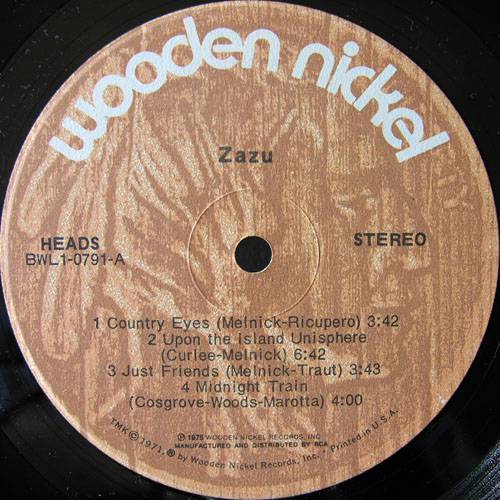 wooden nickel
Zazu
HEADS
BWL1-0791-A
STEREO
1 Country Eyes (Melnick-Ricupero) 3:42
2 Upon the Island Unisphere
(Curlee-Melnick) 6:42
3 Just Friends (Melnick-Traut) 3:43
4 Midnight Train
(Cosgrove-Woods-Marotta) 4:00
℗ 1975 WOODEN NICKEL RECORDS, INC
MANUFACTURED AND DISTRIBUTED BY RCA
TMK © 1971, ® by Wooden Nickel Records, Inc. • Printed in U.S.A.